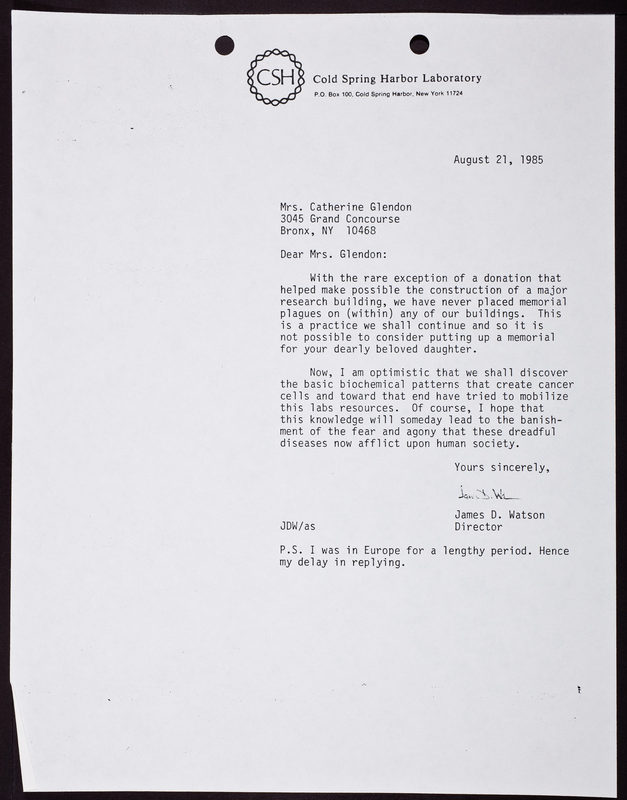 CSH
Cold Spring Harbor Laboratory
P.O. Box 100, Cold Spring Harbor, New York 11724
August 21, 1985
Mrs. Catherine Glendon
3045 Grand Concourse
Bronx, NY 10468
Dear Mrs. Glendon:
With the rare exception of a donation that
helped make possible the construction of a major
research building, we have never placed memorial
plagues on (within) any of our buildings. This
is a practice we shall continue and so it is
not possible to consider putting up a memorial
for your dearly beloved daughter.
Now, I am optimistic that we shall discover
the basic biochemical patterns that create cancer
cells and toward that end have tried to mobilize
this labs resources. Of course, I hope that
this knowledge will someday lead to the banish-
ment of the fear and agony that these dreadful
diseases now afflict upon human society.
Yours sincerely,
James D. Watson
JDW/as Director
P.S. I was in Europe for a lengthy period. Hence
my delay in replying.